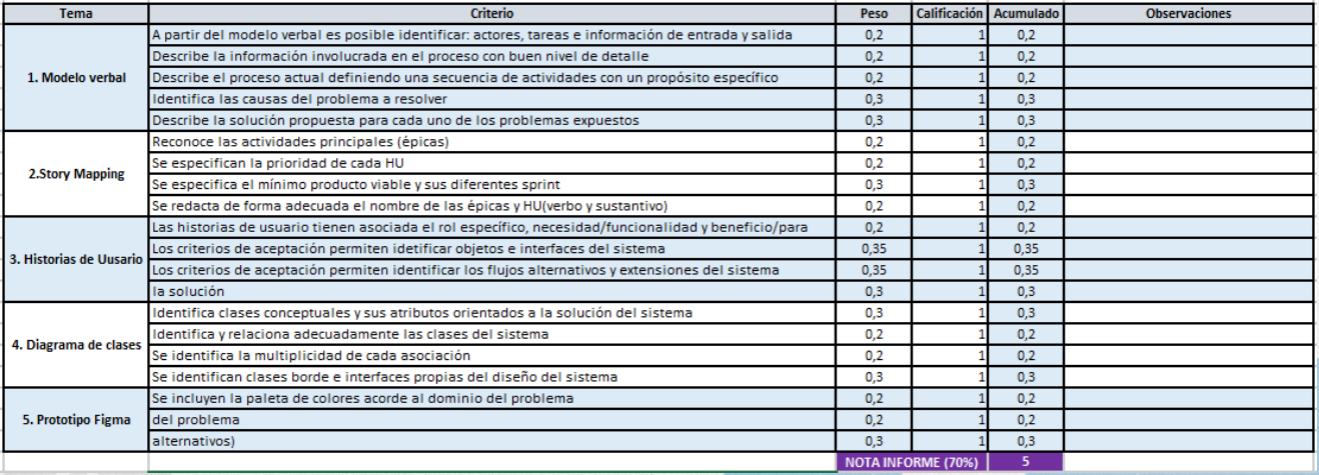 Tema Criterio Peso Calificación Acumulado Observaciones
1. Modelo verbal
A partir del modelo verbal es posible identificar: actores, tareas e información de entrada y salida 0,2 1 0,2
Describe la información involucrada en el proceso con buen nivel de detalle 0,2 1 0,2
Describe el proceso actual definiendo una secuencia de actividades con un propósito específico 0,2 1 0,2
Identifica las causas del problema a resolver 0,3 1 0,3
Describe la solución propuesta para cada uno de los problemas expuestos 0,3 1 0,3
2.Story Mapping
Reconoce las actividades principales (épicas) 0,2 1 0,2
Se especifican la prioridad de cada HU 0,2 1 0,2
Se especifica el mínimo producto viable y sus diferentes sprint 0,3 1 0,3
Se redacta de forma adecuada el nombre de las épicas y HU(verbo y sustantivo) 0,2 1 0,2
3. Historias de Uusario
Las historias de usuario tienen asociada el rol específico, necesidad/funcionalidad y beneficio/para 0,2 1 0,2
Los criterios de aceptación permiten idetificar objetos e interfaces del sistema 0,35 1 0,35
Los criterios de aceptación permiten identificar los flujos alternativos y extensiones del sistema 0,35 1 0,35
la solución 0,3 1 0,3
4. Diagrama de clases
Identifica clases conceptuales y sus atributos orientados a la solución del sistema 0,3 1 0,3
Identifica y relaciona adecuadamente las clases del sistema 0,2 1 0,2
Se identifica la multiplicidad de cada asociación 0,2 1 0,2
Se identifican clases borde e interfaces propias del diseño del sistema 0,3 1 0,3
5. Prototipo Figma
Se incluyen la paleta de colores acorde al dominio del problema 0,2 1 0,2
del problema 0,2 1 0,2
alternativos) 0,3 1 0,3
NOTA INFORME (70%) 5